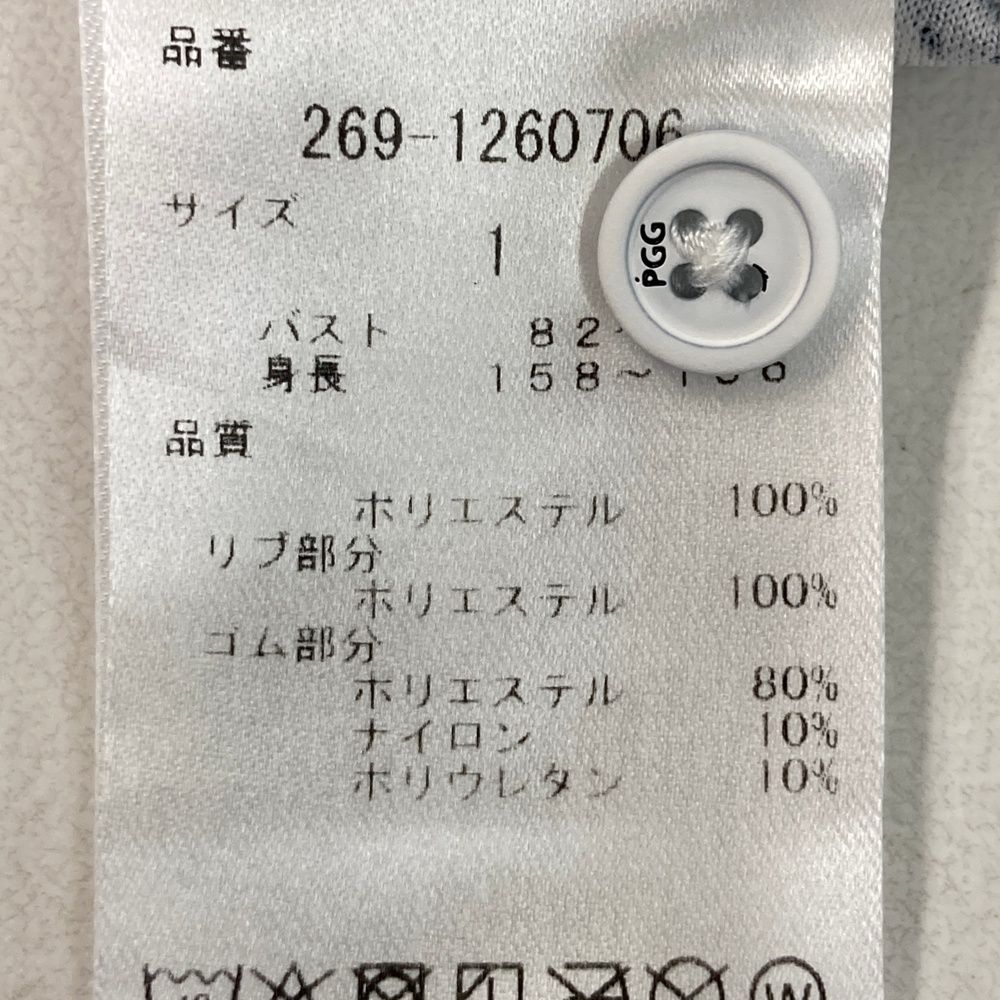 品番
269-1260706
サイズ
1
PGG
バスト 82
身長 158~
品質
ポリエステル 100%
リブ部分
ポリエステル 100%
ゴム部分
ポリエステル 80%
ナイロン 10%
ポリウレタン 10%
W